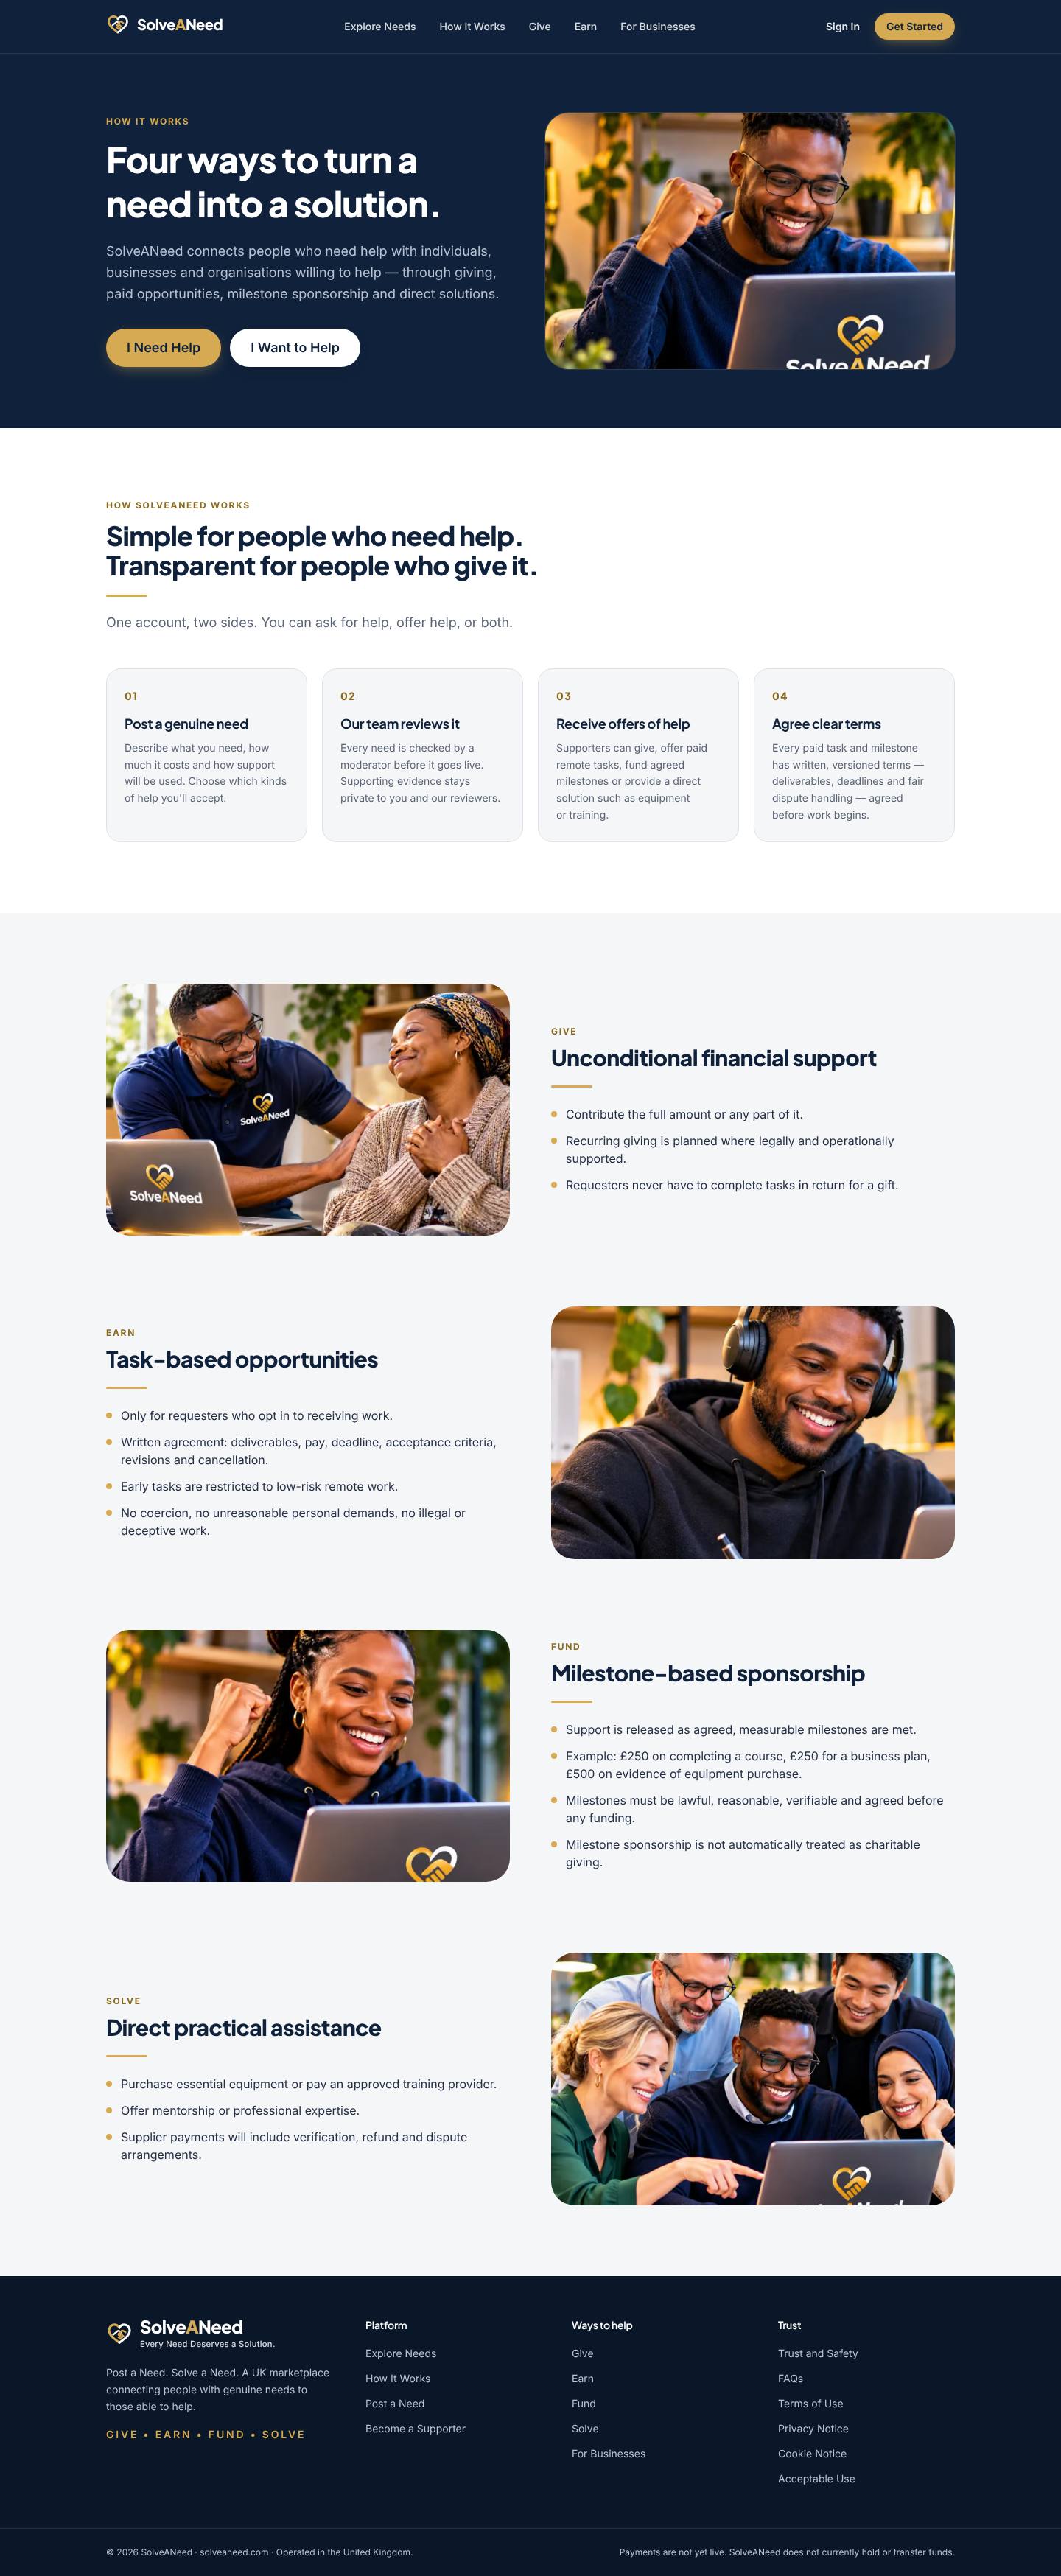 SolveANeed
Explore Needs
How It Works
Give
Earn
For Businesses
Sign In
Get Started
HOW IT WORKS
Four ways to turn a
need into a solution.
SolveANeed connects people who need help with individuals,
businesses and organisations willing to help — through giving,
paid opportunities, milestone sponsorship and direct solutions.
I Need Help
I Want to Help
SolveANeed
HOW SOLVEANEED WORKS
Simple for people who need help.
Transparent for people who give it.
One account, two sides. You can ask for help, offer help, or both.
01
Post a genuine need
Describe what you need, how
much it costs and how support
will be used. Choose which kinds
of help you'll accept.
02
Our team reviews it
Every need is checked by a
moderator before it goes live.
Supporting evidence stays
private to you and our reviewers.
03
Receive offers of help
Supporters can give, offer paid
remote tasks, fund agreed
milestones or provide a direct
solution such as equipment
or training.
04
Agree clear terms
Every paid task and milestone
has written, versioned terms —
deliverables, deadlines and fair
dispute handling — agreed
before work begins.
SolveANeed
SolveANeed
GIVE
Unconditional financial support
Contribute the full amount or any part of it.
Recurring giving is planned where legally and operationally
supported.
Requesters never have to complete tasks in return for a gift.
EARN
Task-based opportunities
Only for requesters who opt in to receiving work.
Written agreement: deliverables, pay, deadline, acceptance criteria,
revisions and cancellation.
Early tasks are restricted to low-risk remote work.
No coercion, no unreasonable personal demands, no illegal or
deceptive work.
FUND
Milestone-based sponsorship
Support is released as agreed, measurable milestones are met.
Example: £250 on completing a course, £250 for a business plan,
£500 on evidence of equipment purchase.
Milestones must be lawful, reasonable, verifiable and agreed before
any funding.
Milestone sponsorship is not automatically treated as charitable
giving.
SOLVE
Direct practical assistance
Purchase essential equipment or pay an approved training provider.
Offer mentorship or professional expertise.
Supplier payments will include verification, refund and dispute
arrangements.
SolveANeed
SolveANeed
Every Need Deserves a Solution.
Post a Need. Solve a Need. A UK marketplace
connecting people with genuine needs to
those able to help.
GIVE • EARN • FUND • SOLVE
Platform
Explore Needs
How It Works
Post a Need
Become a Supporter
Ways to help
Give
Earn
Fund
Solve
For Businesses
Trust
Trust and Safety
FAQs
Terms of Use
Privacy Notice
Cookie Notice
Acceptable Use
© 2026 SolveANeed · solveaneed.com · Operated in the United Kingdom.
Payments are not yet live. SolveANeed does not currently hold or transfer funds.